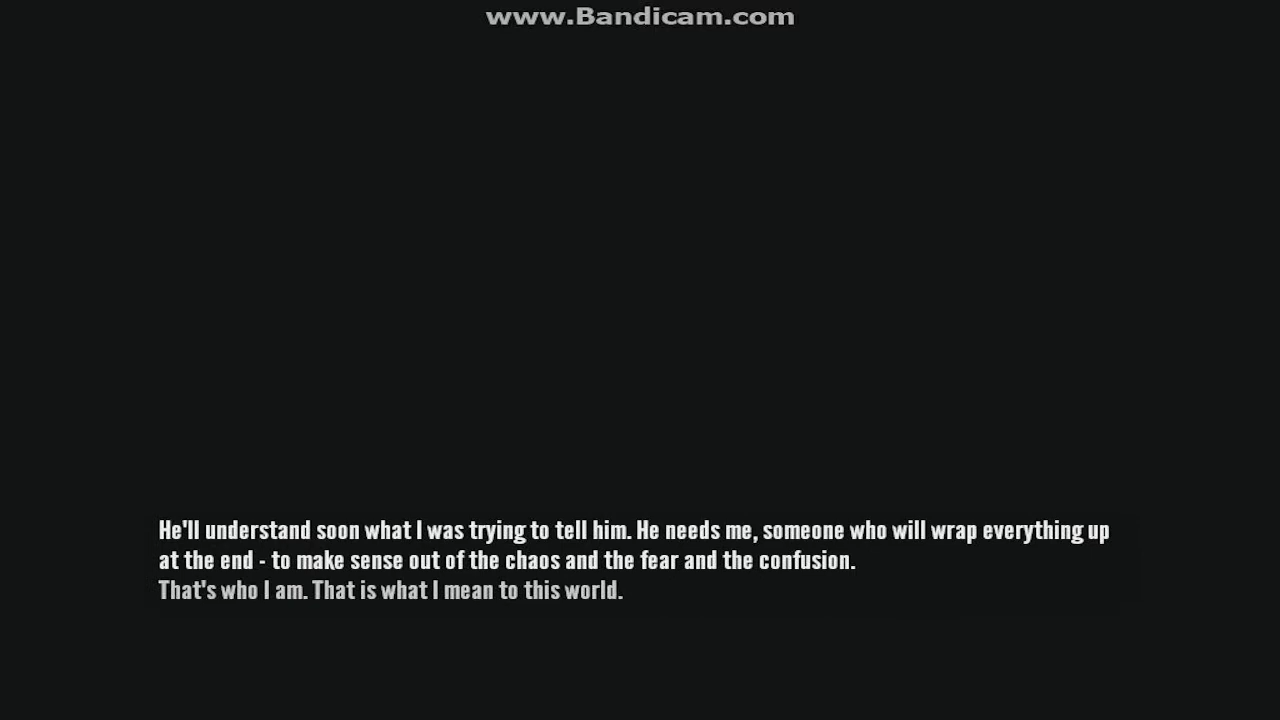 www.Bandicam.com
He'll understand soon what I was trying to tell him. He needs me, someone who will wrap everything up
at the end - to make sense out of the chaos and the fear and the confusion.
That's who I am. That is what I mean to this world.